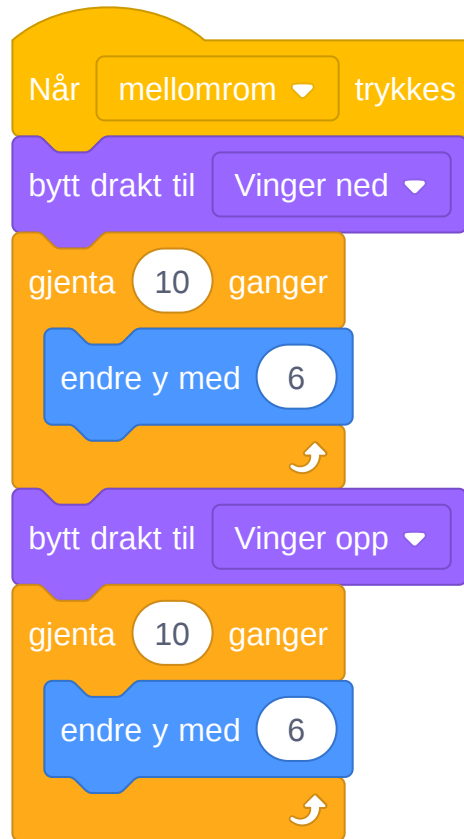 Når mellomrom trykkes
bytt drakt til Vinger ned
gjenta 10 ganger
endre y med 6
bytt drakt til Vinger opp
gjenta 10 ganger
endre y med 6